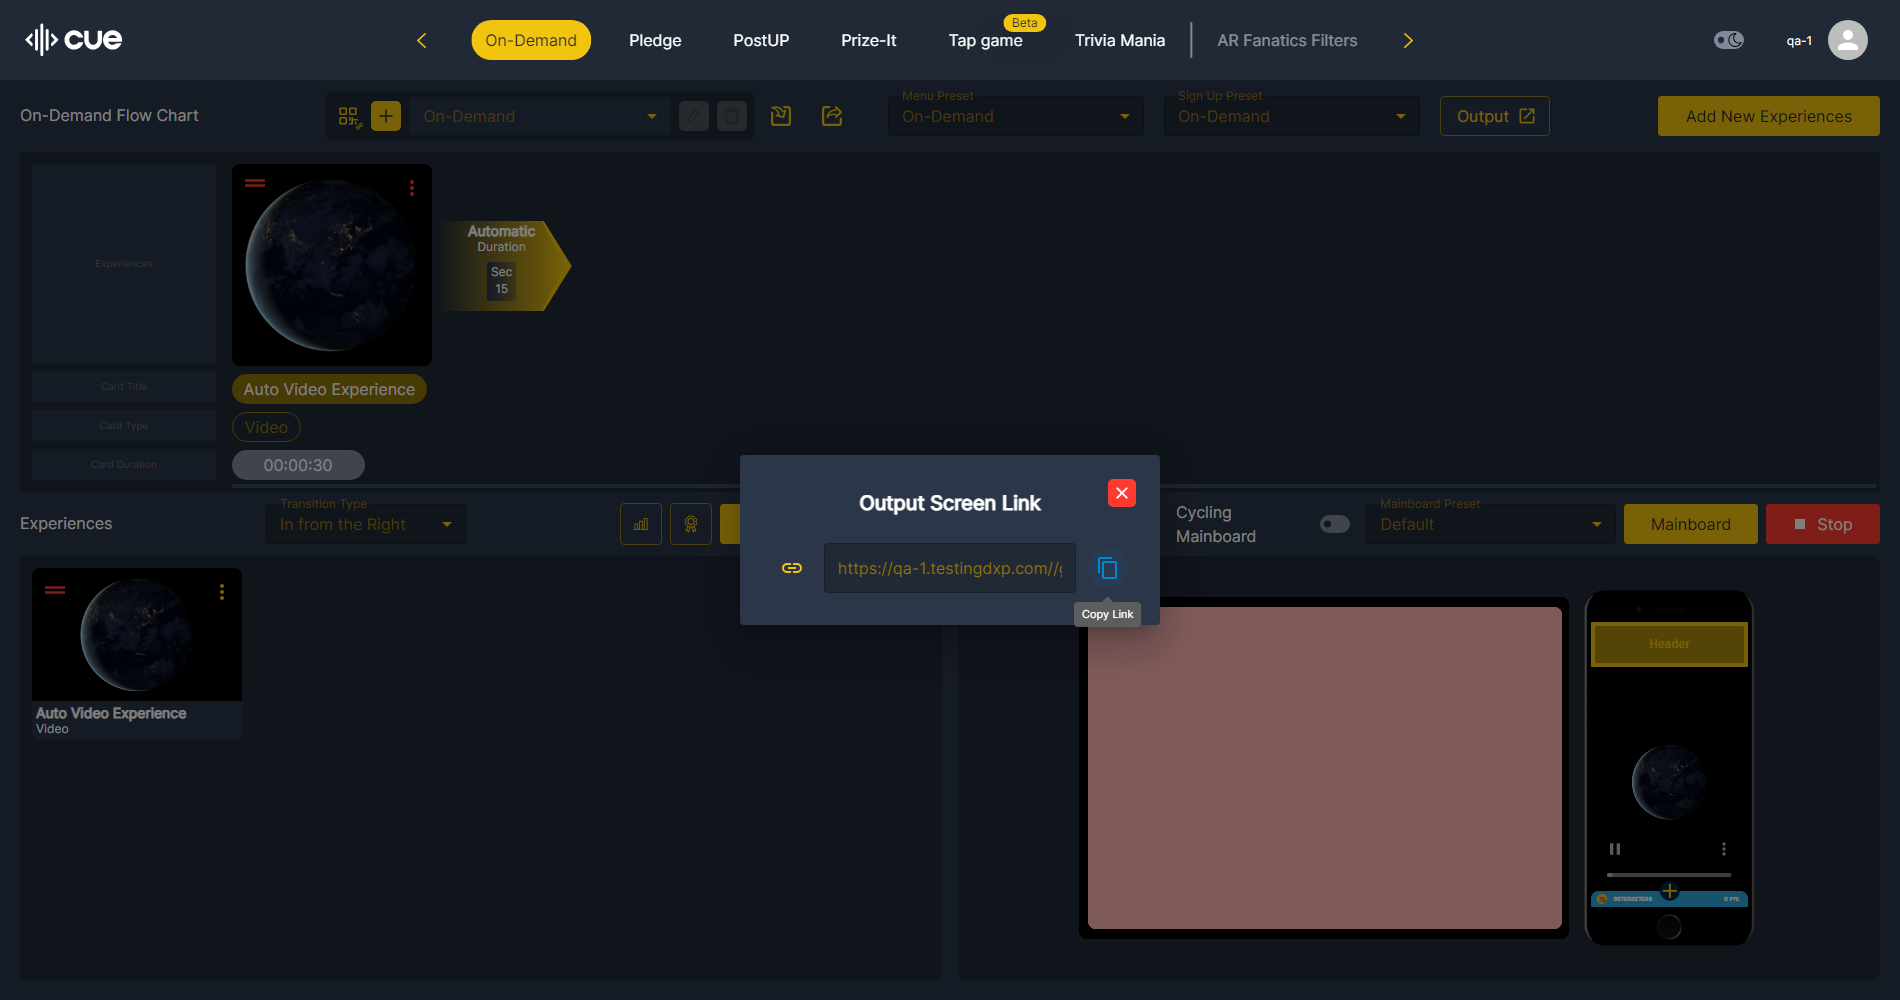 cue
On-Demand
Pledge
PostUP
Prize-It
Tap game
Beta
Trivia Mania
AR Fanatics Filters
qa-1
On-Demand Flow Chart
On-Demand
Menu Preset
On-Demand
Sign Up Preset
On-Demand
Output
Add New Experiences
Experiences
Automatic
Duration
Sec
15
Card Title
Auto Video Experience
Card Type
Video
Card Duration
00:00:30
Experiences
Transition Type
In from the Right
Output Screen Link
https://qa-1.testingdxp.com//g
Copy Link
Cycling
Mainboard
Mainboard Preset
Default
Mainboard
Stop
Auto Video Experience
Video
Header
0 PTS.